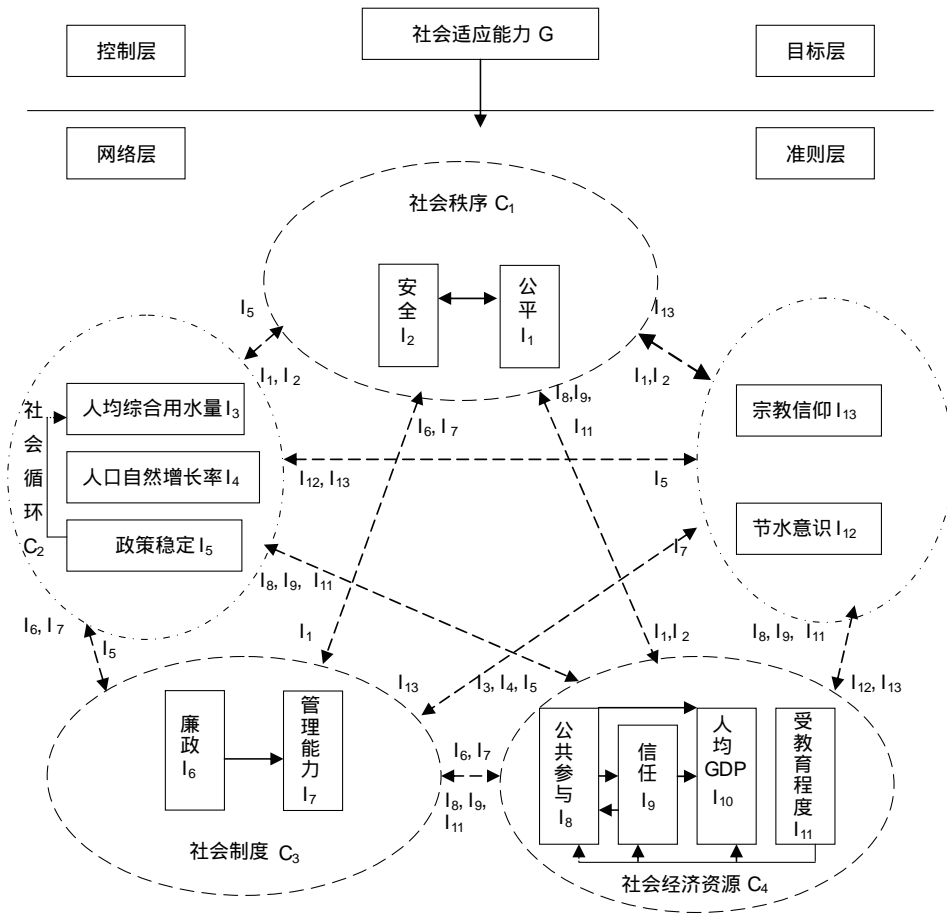 社会适应能力 G
控制层
目标层
网络层
准则层
社会秩序 C1
安全 I2
公平 I1
I5
I13
I1, I2
I1,I2
社会循环 C2
人均综合用水量 I3
人口自然增长率 I4
政策稳定 I5
宗教信仰 I13
节水意识 I12
I6, I7
I8,I9,
I11
I12, I13
I5
I7
I8, I9, I11
I6, I7
I5
I1
I1,I2
I8, I9, I11
I13
I3, I4, I5
I12, I13
廉政 I6
管理能力 I7
社会制度 C3
I6, I7
I8, I9,
I11
公共参与 I8
信任 I9
人均GDP I10
受教育程度 I11
社会经济资源 C4